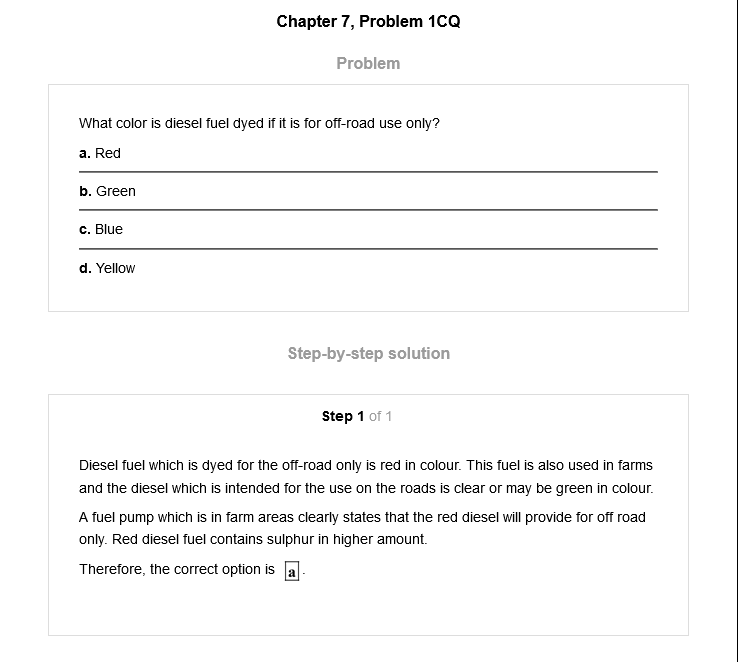 Chapter 7, Problem 1CQ
Problem
What color is diesel fuel dyed if it is for off-road use only?
a. Red
b. Green
c. Blue
d. Yellow
Step-by-step solution
Step 1 of 1
Diesel fuel which is dyed for the off-road only is red in colour. This fuel is also used in farms
and the diesel which is intended for the use on the roads is clear or may be green in colour.
A fuel pump which is in farm areas clearly states that the red diesel will provide for off road
only. Red diesel fuel contains sulphur in higher amount.
Therefore, the correct option is a.